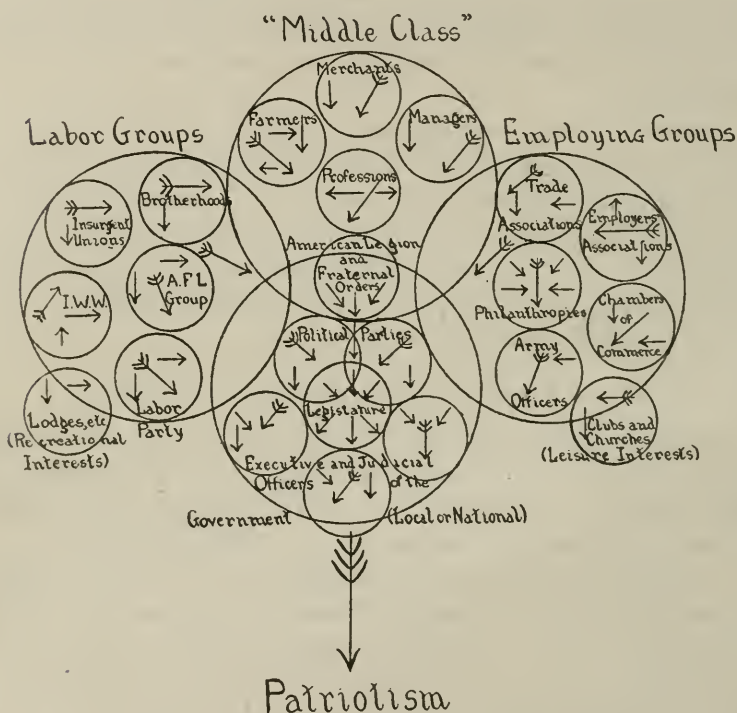 "Middle Class"
Merchants
Labor Groups
Farmers
Managers
Employing Groups
Brotherhoods
Professions
Trade
Associations
Insurgent
Unions
Employers
Associations
American Legion
and
Fraternal
Orders
A.F.L
Group
I.W.W.
Philanthropies
Chambers
of
Commerce
Political Parties
Army
Officers
Labor
Party
Legislature
Lodges, etc
(Recreational
Interests)
Clubs and
Churches
(Leisure Interests)
Executive and Judicial
Officers of the
Government (Local or National)
Patriotism